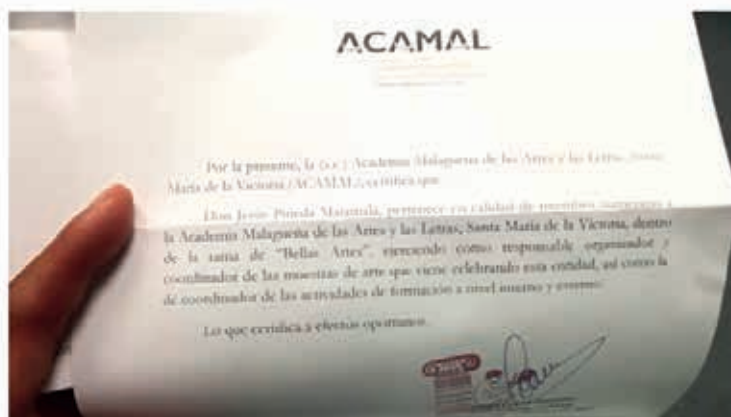 ACAMAL
Por la presente, la Academia Malagueña de las Artes y las Letras, Santa
María de la Victoria (ACAMAL), certifica que
Don Jesús pertenece en calidad de miembro numerario a
la Academia Malagueña de las Artes y las Letras, Santa María de la Victoria, dentro
de la rama de "Bellas Artes", ejerciendo como responsable organizador y
coordinador de las muestras de arte que viene celebrando esta entidad, así como la
de coordinador de las actividades de formación a nivel interno y externo.
Lo que certifica a efectos oportunos.